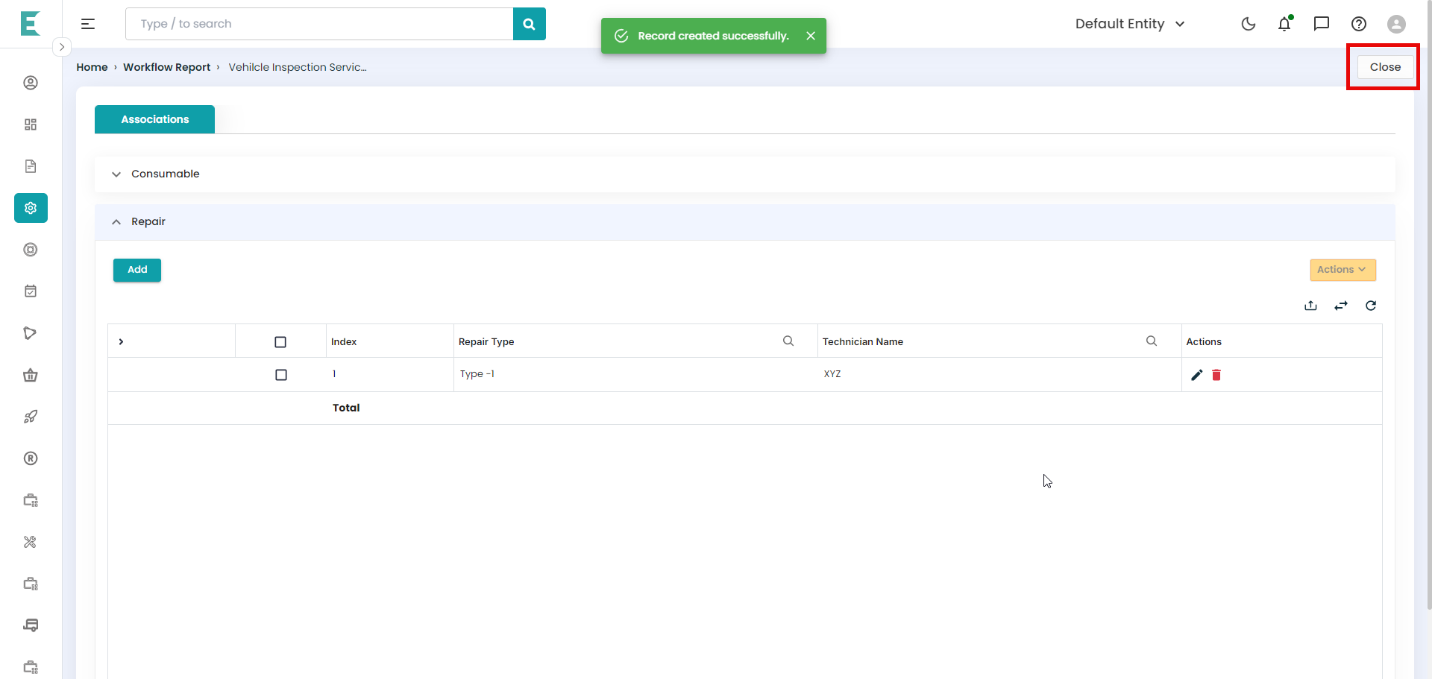 Type / to search
Record created successfully.
Default Entity
Home › Workflow Report › Vehilcle Inspection Servic...
Close
Associations
Consumable
Repair
Add
Actions
Index
Repair Type
Technician Name
Actions
1
Type -1
XYZ
Total